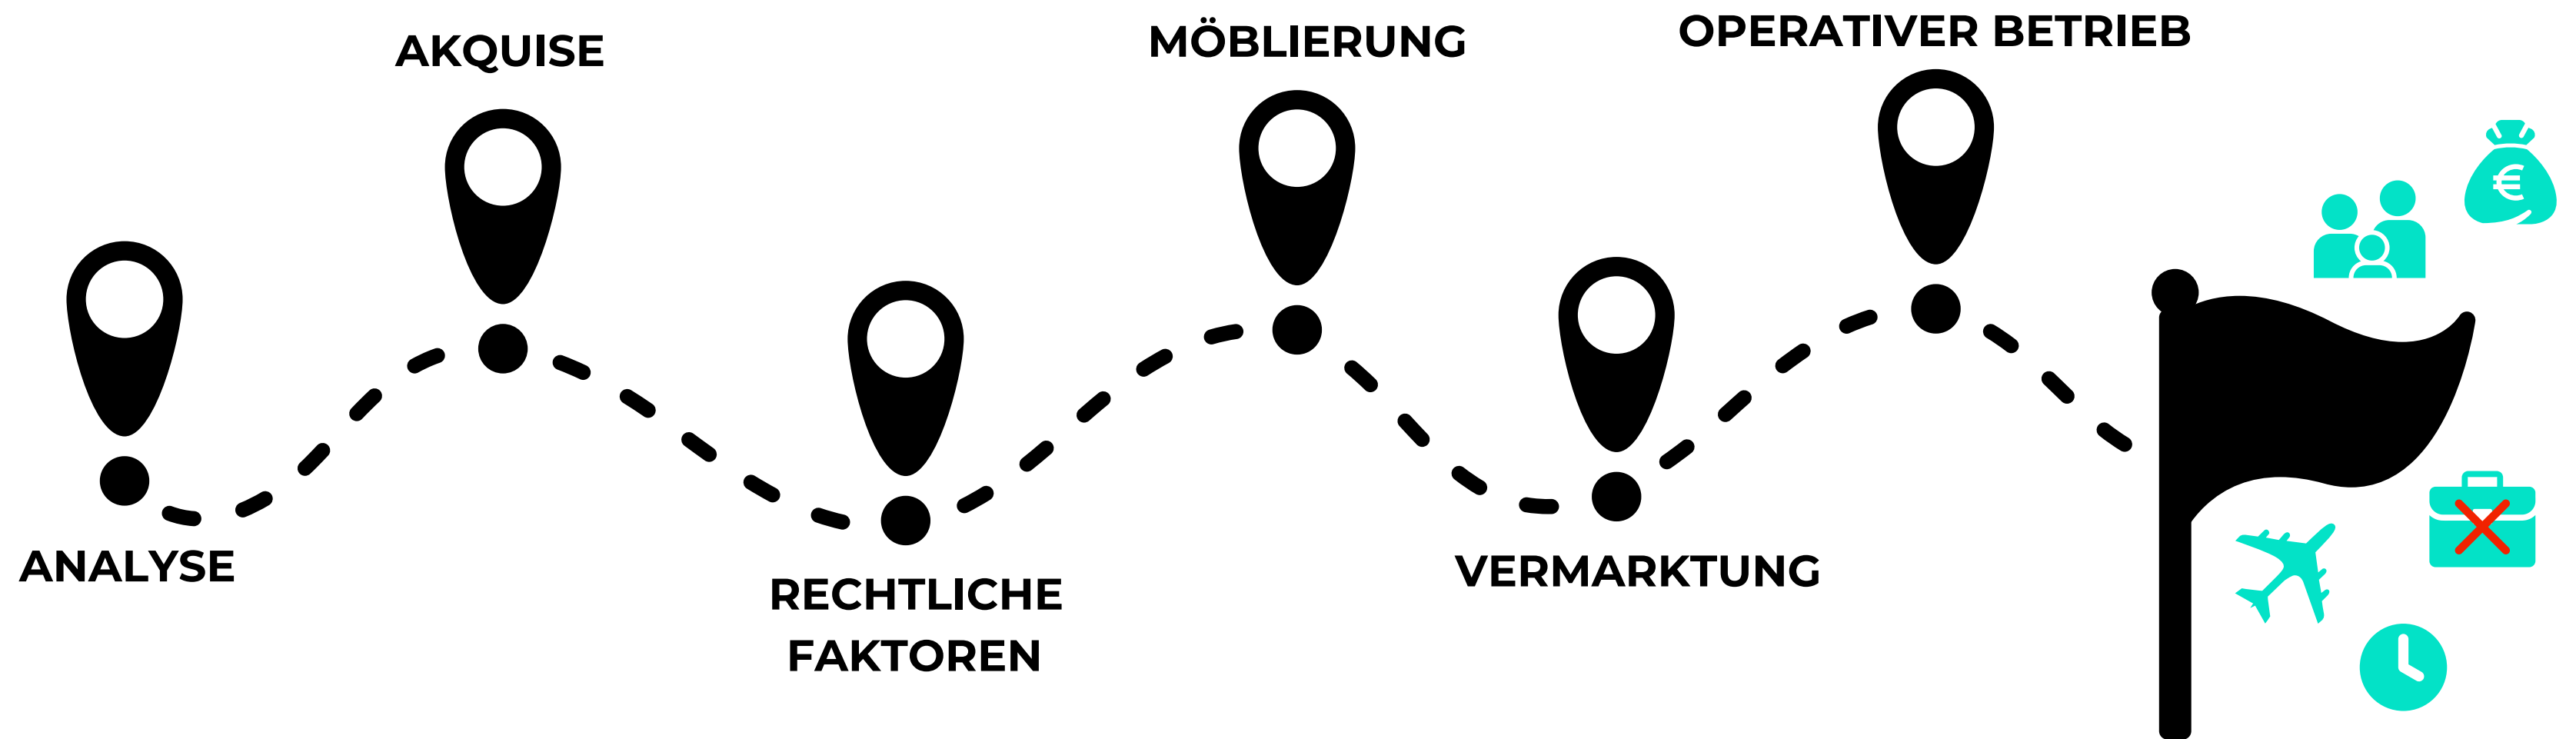 ANALYSE
AKQUISE
RECHTLICHE
FAKTOREN
MÖBLIERUNG
VERMARKTUNG
OPERATIVER BETRIEB
€